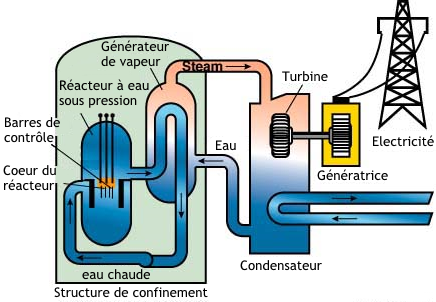 Générateur
de vapeur
Steam
Réacteur à eau
sous pression
Turbine
Barres de
contrôle
Eau
Electricité
Coeur du
réacteur
Génératrice
eau chaude
Condensateur
Structure de confinement